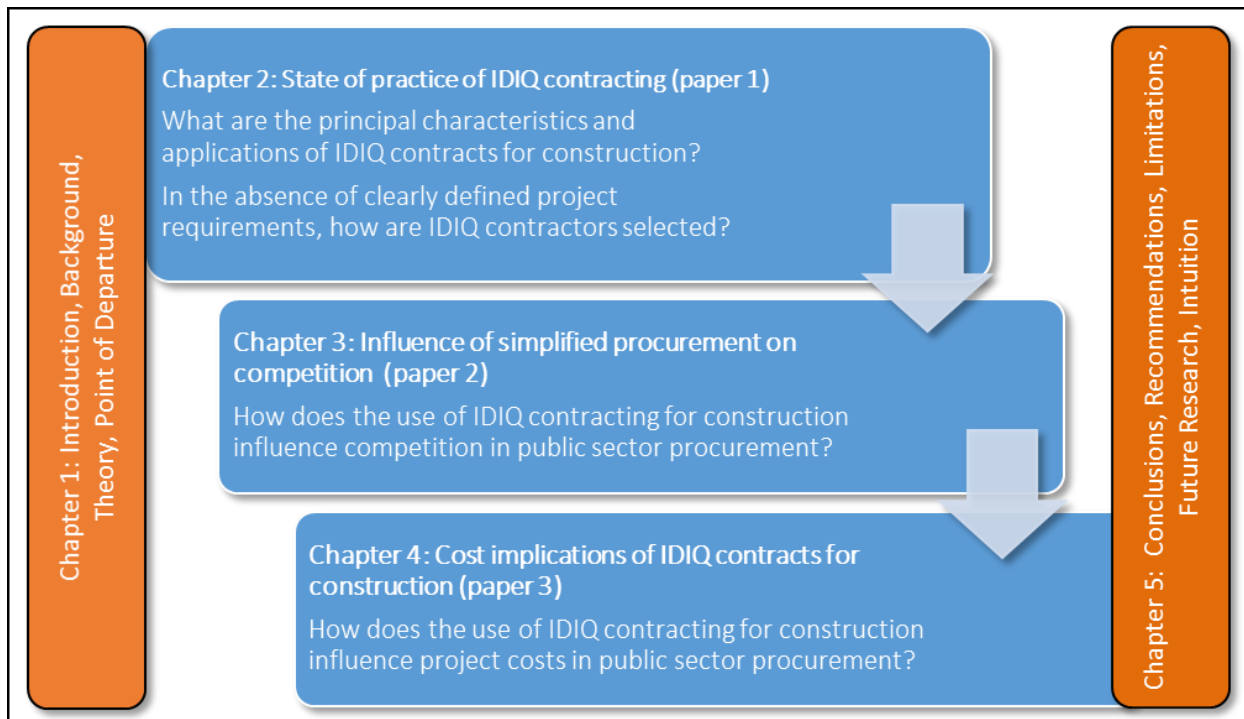 Chapter 1: Introduction, Background,
Theory, Point of Departure
Chapter 2: State of practice of IDIQ contracting (paper 1)
What are the principal characteristics and
applications of IDIQ contracts for construction?
In the absence of clearly defined project
requirements, how are IDIQ contractors selected?
Chapter 3: Influence of simplified procurement on
competition (paper 2)
How does the use of IDIQ contracting for construction
influence competition in public sector procurement?
Chapter 4: Cost implications of IDIQ contracts for
construction (paper 3)
How does the use of IDIQ contracting for construction
influence project costs in public sector procurement?
Chapter 5: Conclusions, Recommendations, Limitations,
Future Research, Intuition